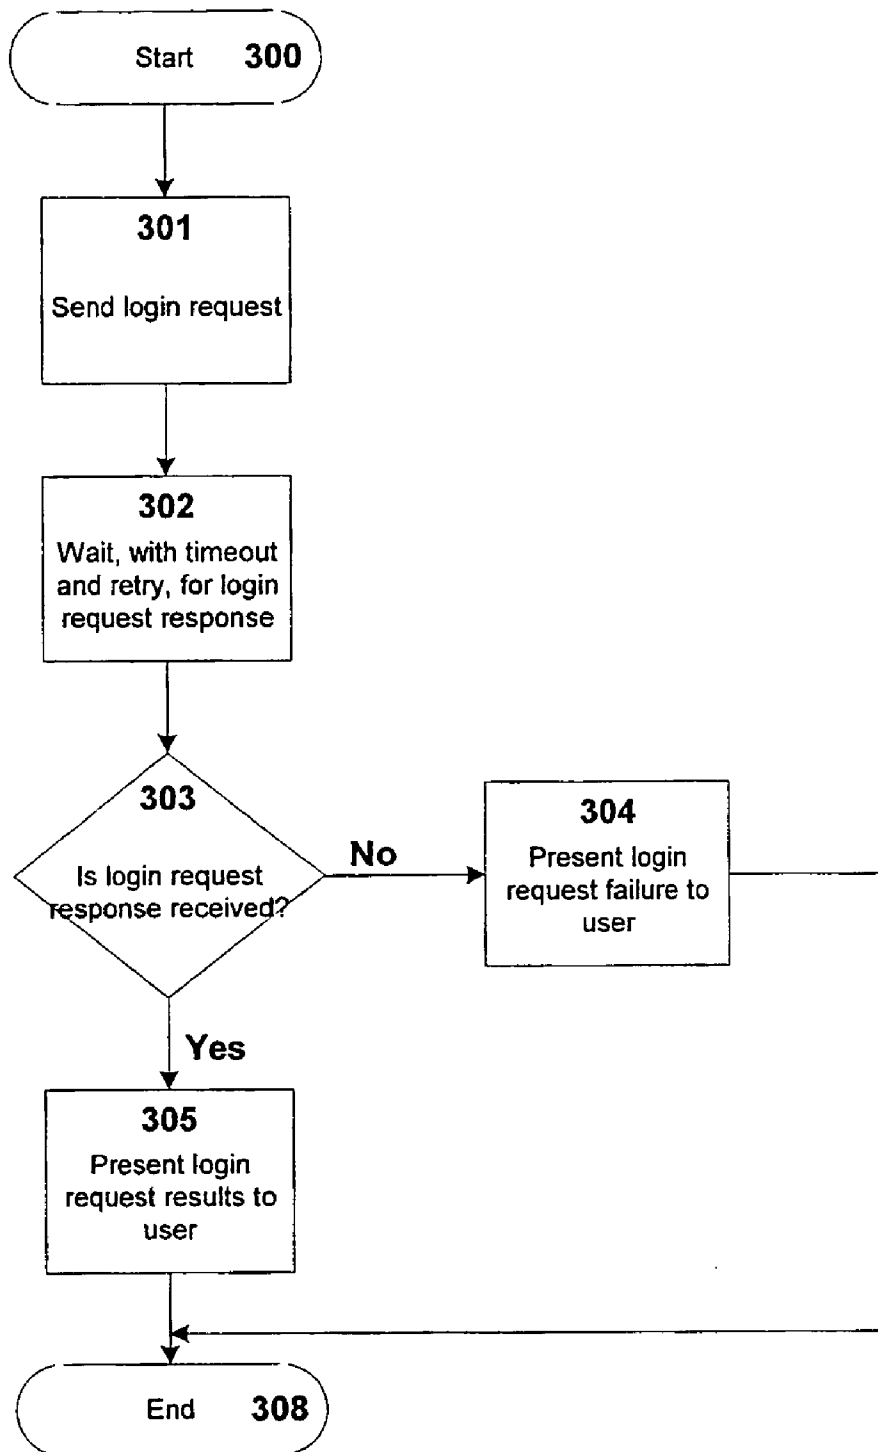 Start 300
301
Send login request
302
Wait, with timeout
and retry, for login
request response
303
Is login request
response received?
No
304
Present login
request failure to
user
Yes
305
Present login
request results to
user
End 308